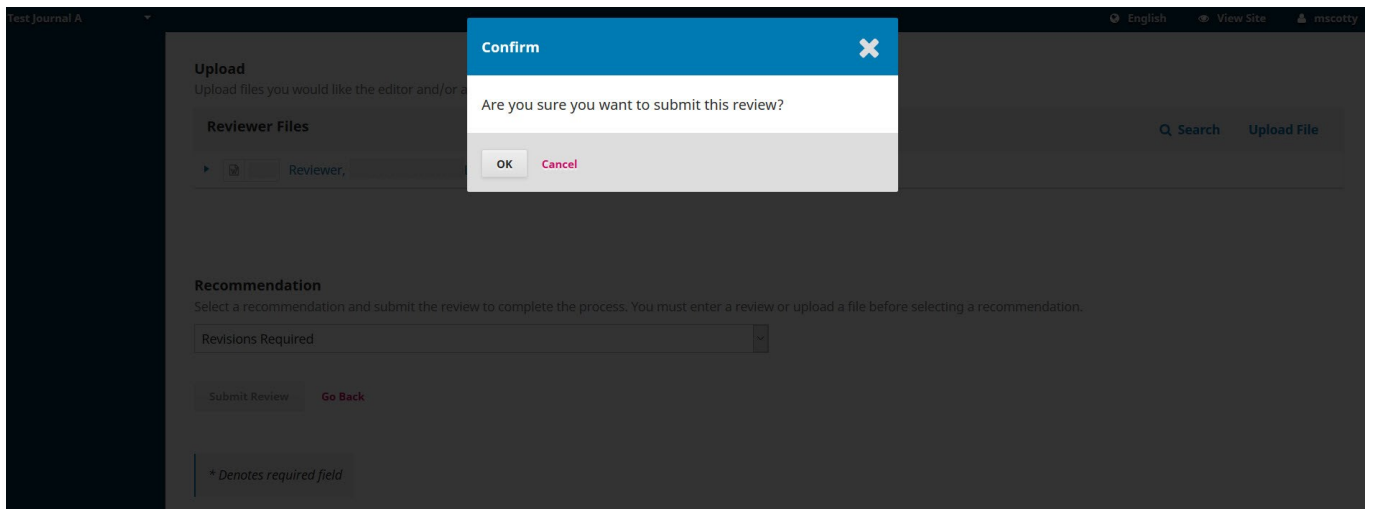 Test Journal A
English View Site mscotty
Confirm
Are you sure you want to submit this review?
OK Cancel
Upload
Upload files you would like the editor and/or a
Reviewer Files
Search Upload File
Reviewer,
Recommendation
Select a recommendation and submit the review to complete the process. You must enter a review or upload a file before selecting a recommendation.
Revisions Required
Submit Review Go Back
* Denotes required field